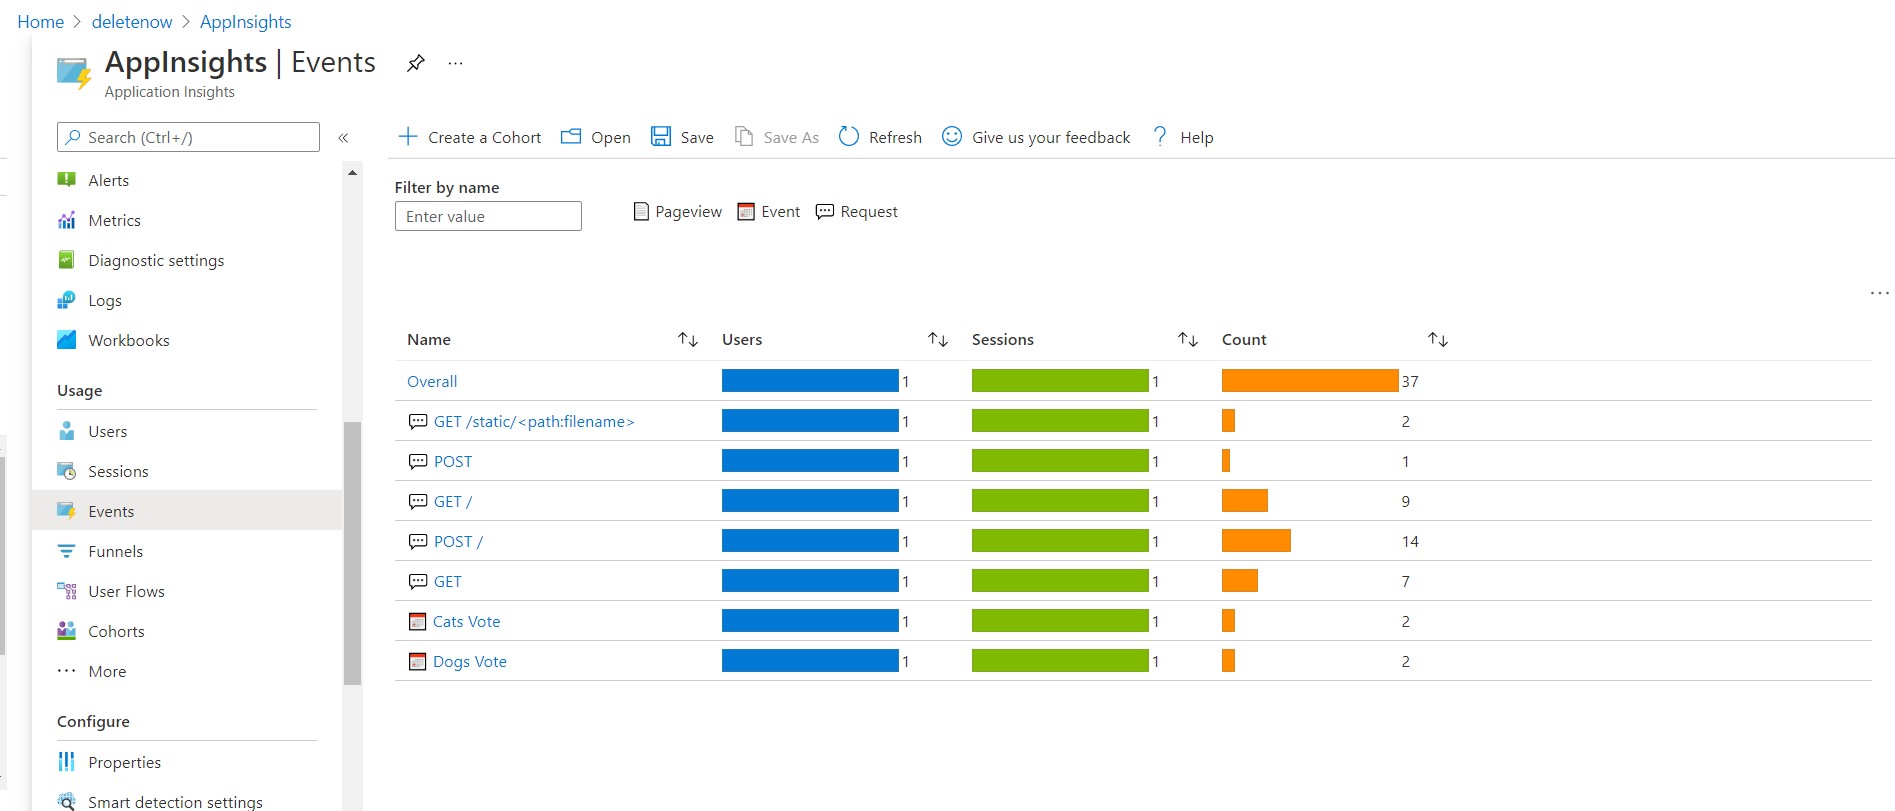 Home > deletenow > AppInsights
AppInsights | Events ...
Application Insights
Search (Ctrl+/) «
Alerts
Metrics
Diagnostic settings
Logs
Workbooks
Usage
Users
Sessions
Events
Funnels
User Flows
Cohorts
... More
Configure
Properties
Smart detection settings
+ Create a Cohort Open Save Save As Refresh Give us your feedback ? Help
Filter by name
Enter value Pageview Event Request
...
Name ↑↓ Users ↑↓ Sessions ↑↓ Count ↑↓
Overall 1 1 37
GET /static/<path:filename> 1 1 2
POST 1 1 1
GET / 1 1 9
POST / 1 1 14
GET 1 1 7
Cats Vote 1 1 2
Dogs Vote 1 1 2